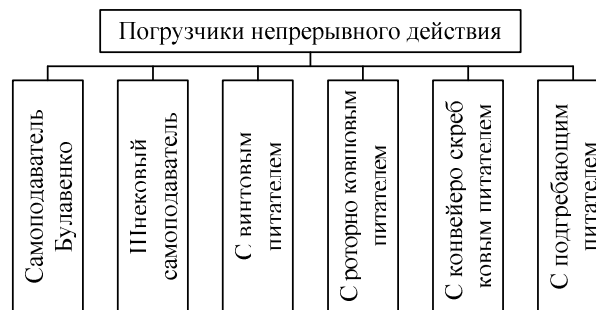 Погрузчики непрерывного действия
Самоподаватель
Булавенко
Шнековый
самоподаватель
С винтовым
питателем
С роторно ковшовым
питателем
С конвейеро скреб
ковым питателем
С подгребающим
питателем